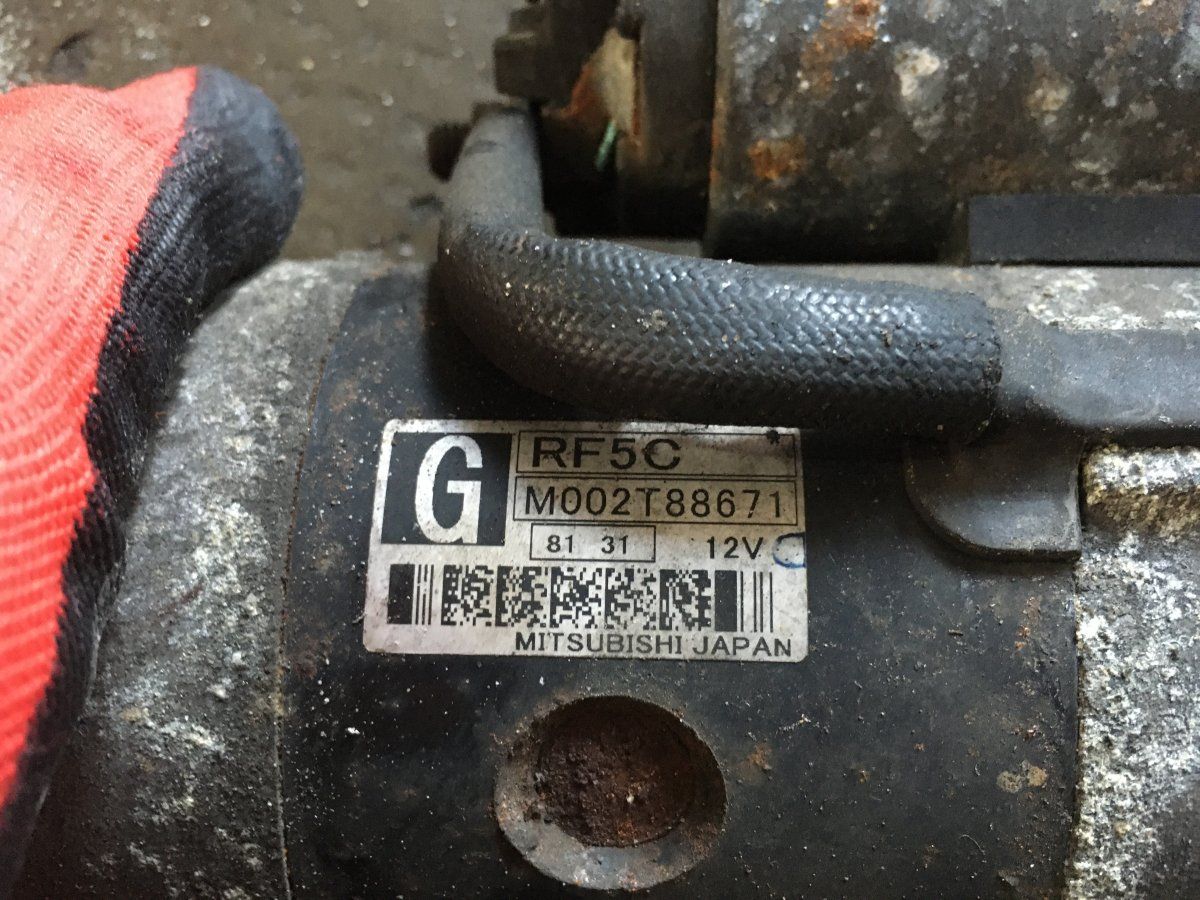 G
RF5C
M002T88671
81 31 12V
MITSUBISHI JAPAN